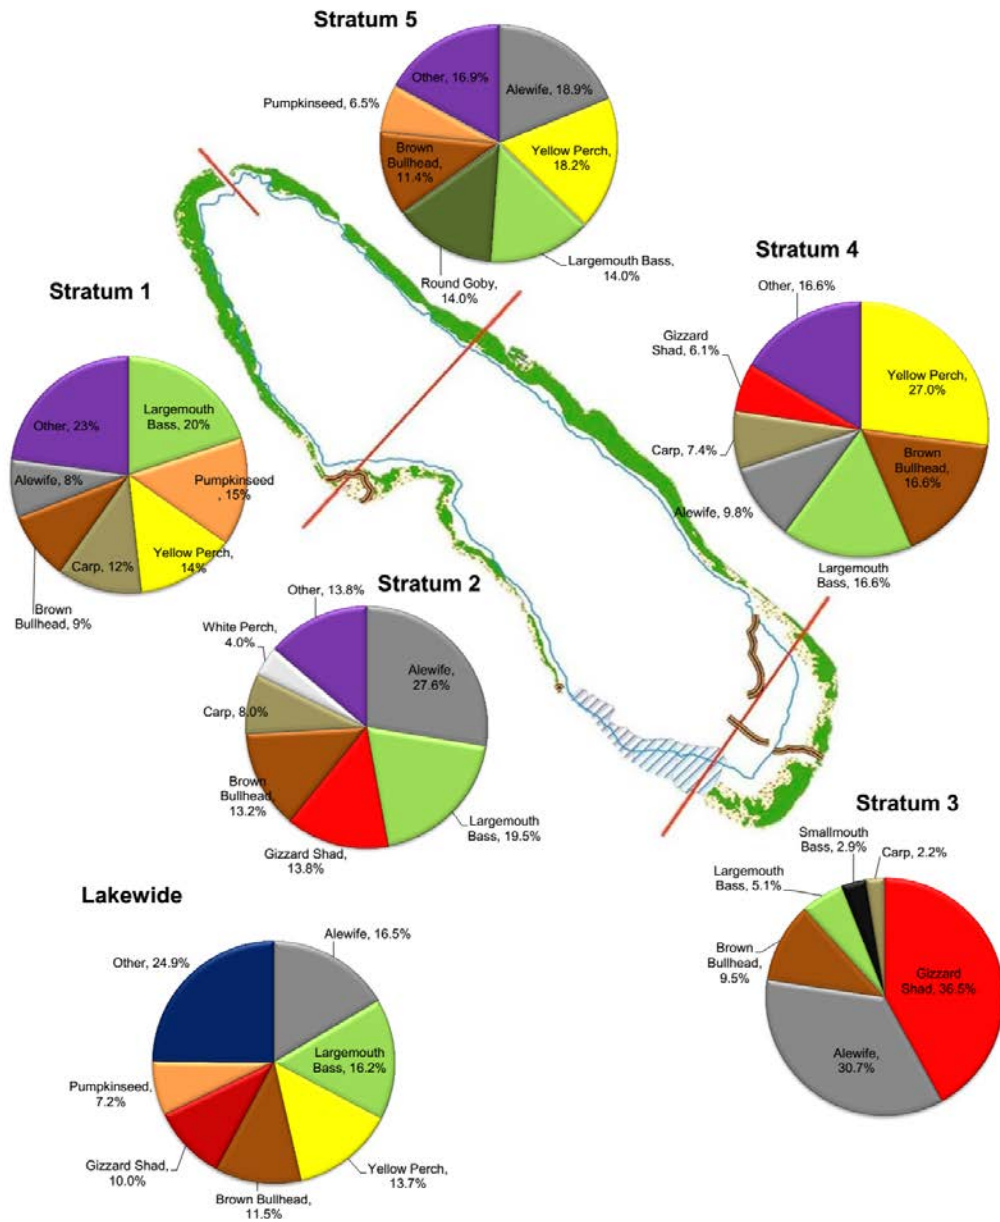 Stratum 5
Other, 16.9%
Alewife, 18.9%
Pumpkinseed, 6.5%
Brown
Bullhead,
11.4%
Yellow Perch,
18.2%
Round Goby,
14.0%
Largemouth Bass,
14.0%
Stratum 4
Other, 16.6%
Gizzard
Shad, 6.1%
Yellow Perch,
27.0%
Carp, 7.4%
Brown
Bullhead,
16.6%
Alewife, 9.8%
Largemouth
Bass, 16.6%
Stratum 1
Other, 23%
Largemouth
Bass, 20%
Alewife, 8%
Pumpkinseed
, 15%
Carp, 12%
Yellow Perch,
14%
Brown
Bullhead, 9%
Stratum 2
Other, 13.8%
White Perch,
4.0%
Alewife,
27.6%
Carp, 8.0%
Brown
Bullhead,
13.2%
Gizzard Shad,
13.8%
Largemouth
Bass, 19.5%
Stratum 3
Smallmouth
Bass, 2.9%
Carp, 2.2%
Largemouth
Bass, 5.1%
Brown
Bullhead,
9.5%
Gizzard
Shad, 36.5%
Alewife,
30.7%
Lakewide
Other, 24.9%
Alewife, 16.5%
Largemouth
Bass, 16.2%
Pumpkinseed,
7.2%
Gizzard Shad,
10.0%
Brown Bullhead,
11.5%
Yellow Perch,
13.7%